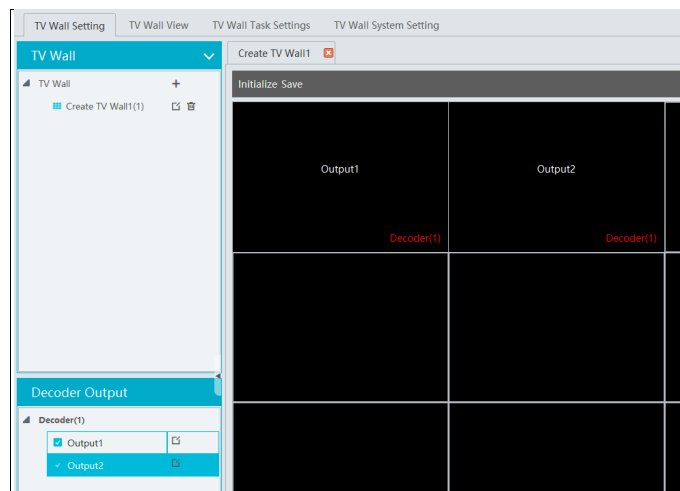 TV Wall Setting TV Wall View TV Wall Task Settings TV Wall System Setting
TV Wall
Create TV Wall1
TV Wall
Create TV Wall1(1)
Initialize Save
Output1
Decoder(1)
Output2
Decoder(1)
Decoder Output
Decoder(1)
Output1
Output2